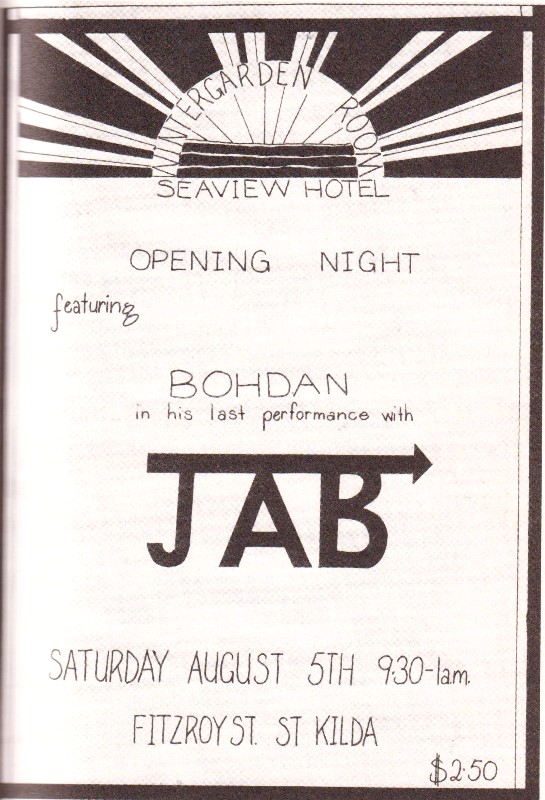 WINTERGARDEN ROOM
SEAVIEW HOTEL
OPENING NIGHT
featuring
BOHDAN
in his last performance with
JAB
SATURDAY AUGUST 5TH 9:30-1a.m.
FITZROY ST. ST KILDA
$2.50